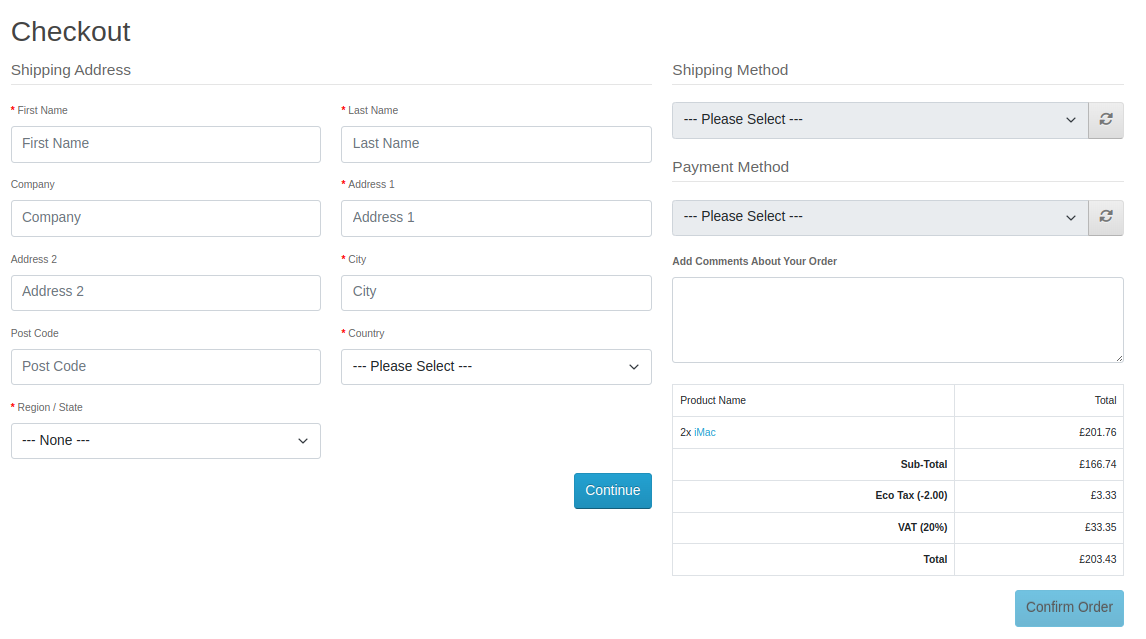 Checkout
Shipping Address
* First Name
First Name
* Last Name
Last Name
Company
Company
* Address 1
Address 1
Address 2
Address 2
* City
City
Post Code
Post Code
* Country
--- Please Select ---
* Region / State
--- None ---
Continue
Shipping Method
--- Please Select ---
Payment Method
--- Please Select ---
Add Comments About Your Order
Product Name Total
2x iMac £201.76
Sub-Total £166.74
Eco Tax (-2.00) £3.33
VAT (20%) £33.35
Total £203.43
Confirm Order